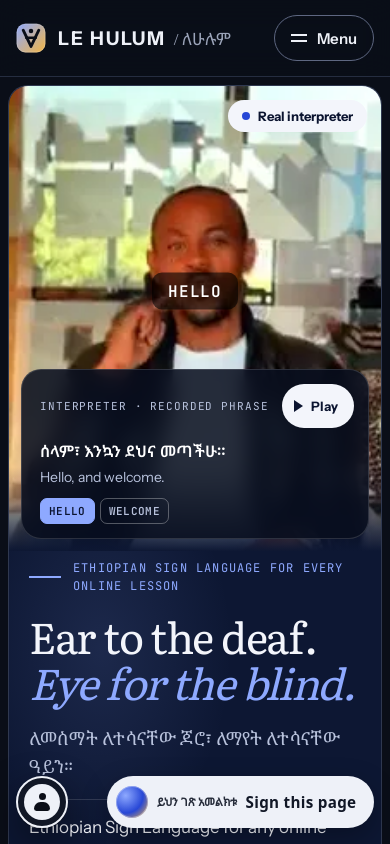 LE HULUM / ለሁሉም
Menu
Real interpreter
HELLO
INTERPRETER · RECORDED PHRASE
Play
ሰላም፣ እንኳን ደህና መጣችሁ።
Hello, and welcome.
HELLO WELCOME
ETHIOPIAN SIGN LANGUAGE FOR EVERY
ONLINE LESSON
Ear to the deaf.
Eye for the blind.
ለመስማት ለተሳናቸው ጆሮ፣ ለማየት ለተሳናቸው
ዓይን።
ይህን ገጽ አመልክቱ Sign this page
Ethiopian Sign Language for any online